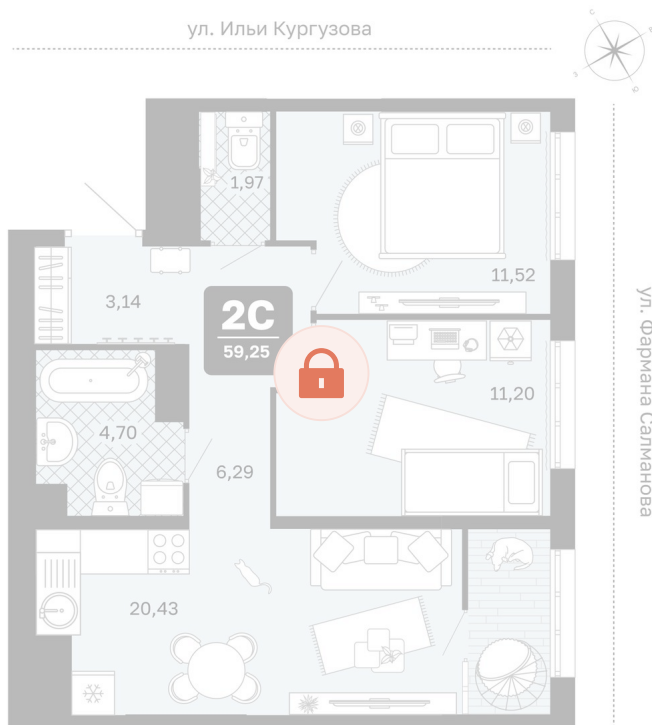 ул. Ильи Кургузова
С
В
З
Ю
1,97
11,52
3,14
2С
59,25
11,20
4,70
6,29
20,43
ул. Фармана Салманова